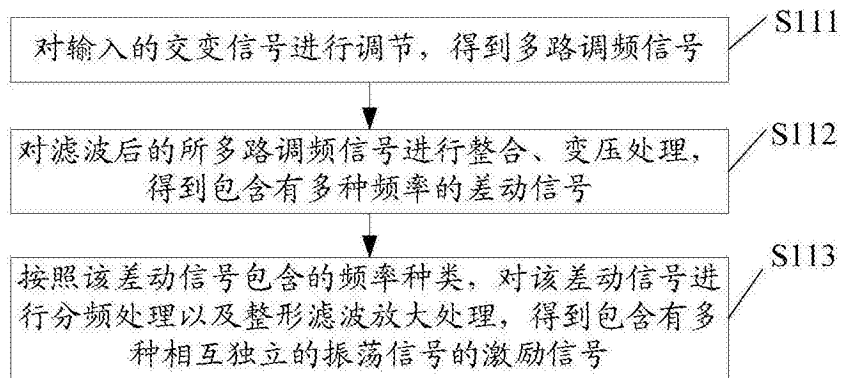 对输入的交变信号进行调节，得到多路调频信号
S111
对滤波后的所多路调频信号进行整合、变压处理，
得到包含有多种频率的差动信号
S112
按照该差动信号包含的频率种类，对该差动信号进
行分频处理以及整形滤波放大处理，得到包含有多
种相互独立的振荡信号的激励信号
S113